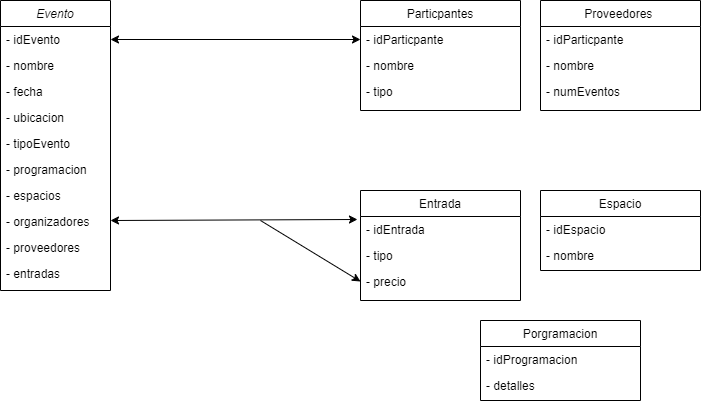 Evento
- idEvento
- nombre
- fecha
- ubicacion
- tipoEvento
- programacion
- espacios
- organizadores
- proveedores
- entradas
Particpantes
- idParticpante
- nombre
- tipo
Proveedores
- idParticpante
- nombre
- numEventos
Entrada
- idEntrada
- tipo
- precio
Espacio
- idEspacio
- nombre
Porgramacion
- idProgramacion
- detalles